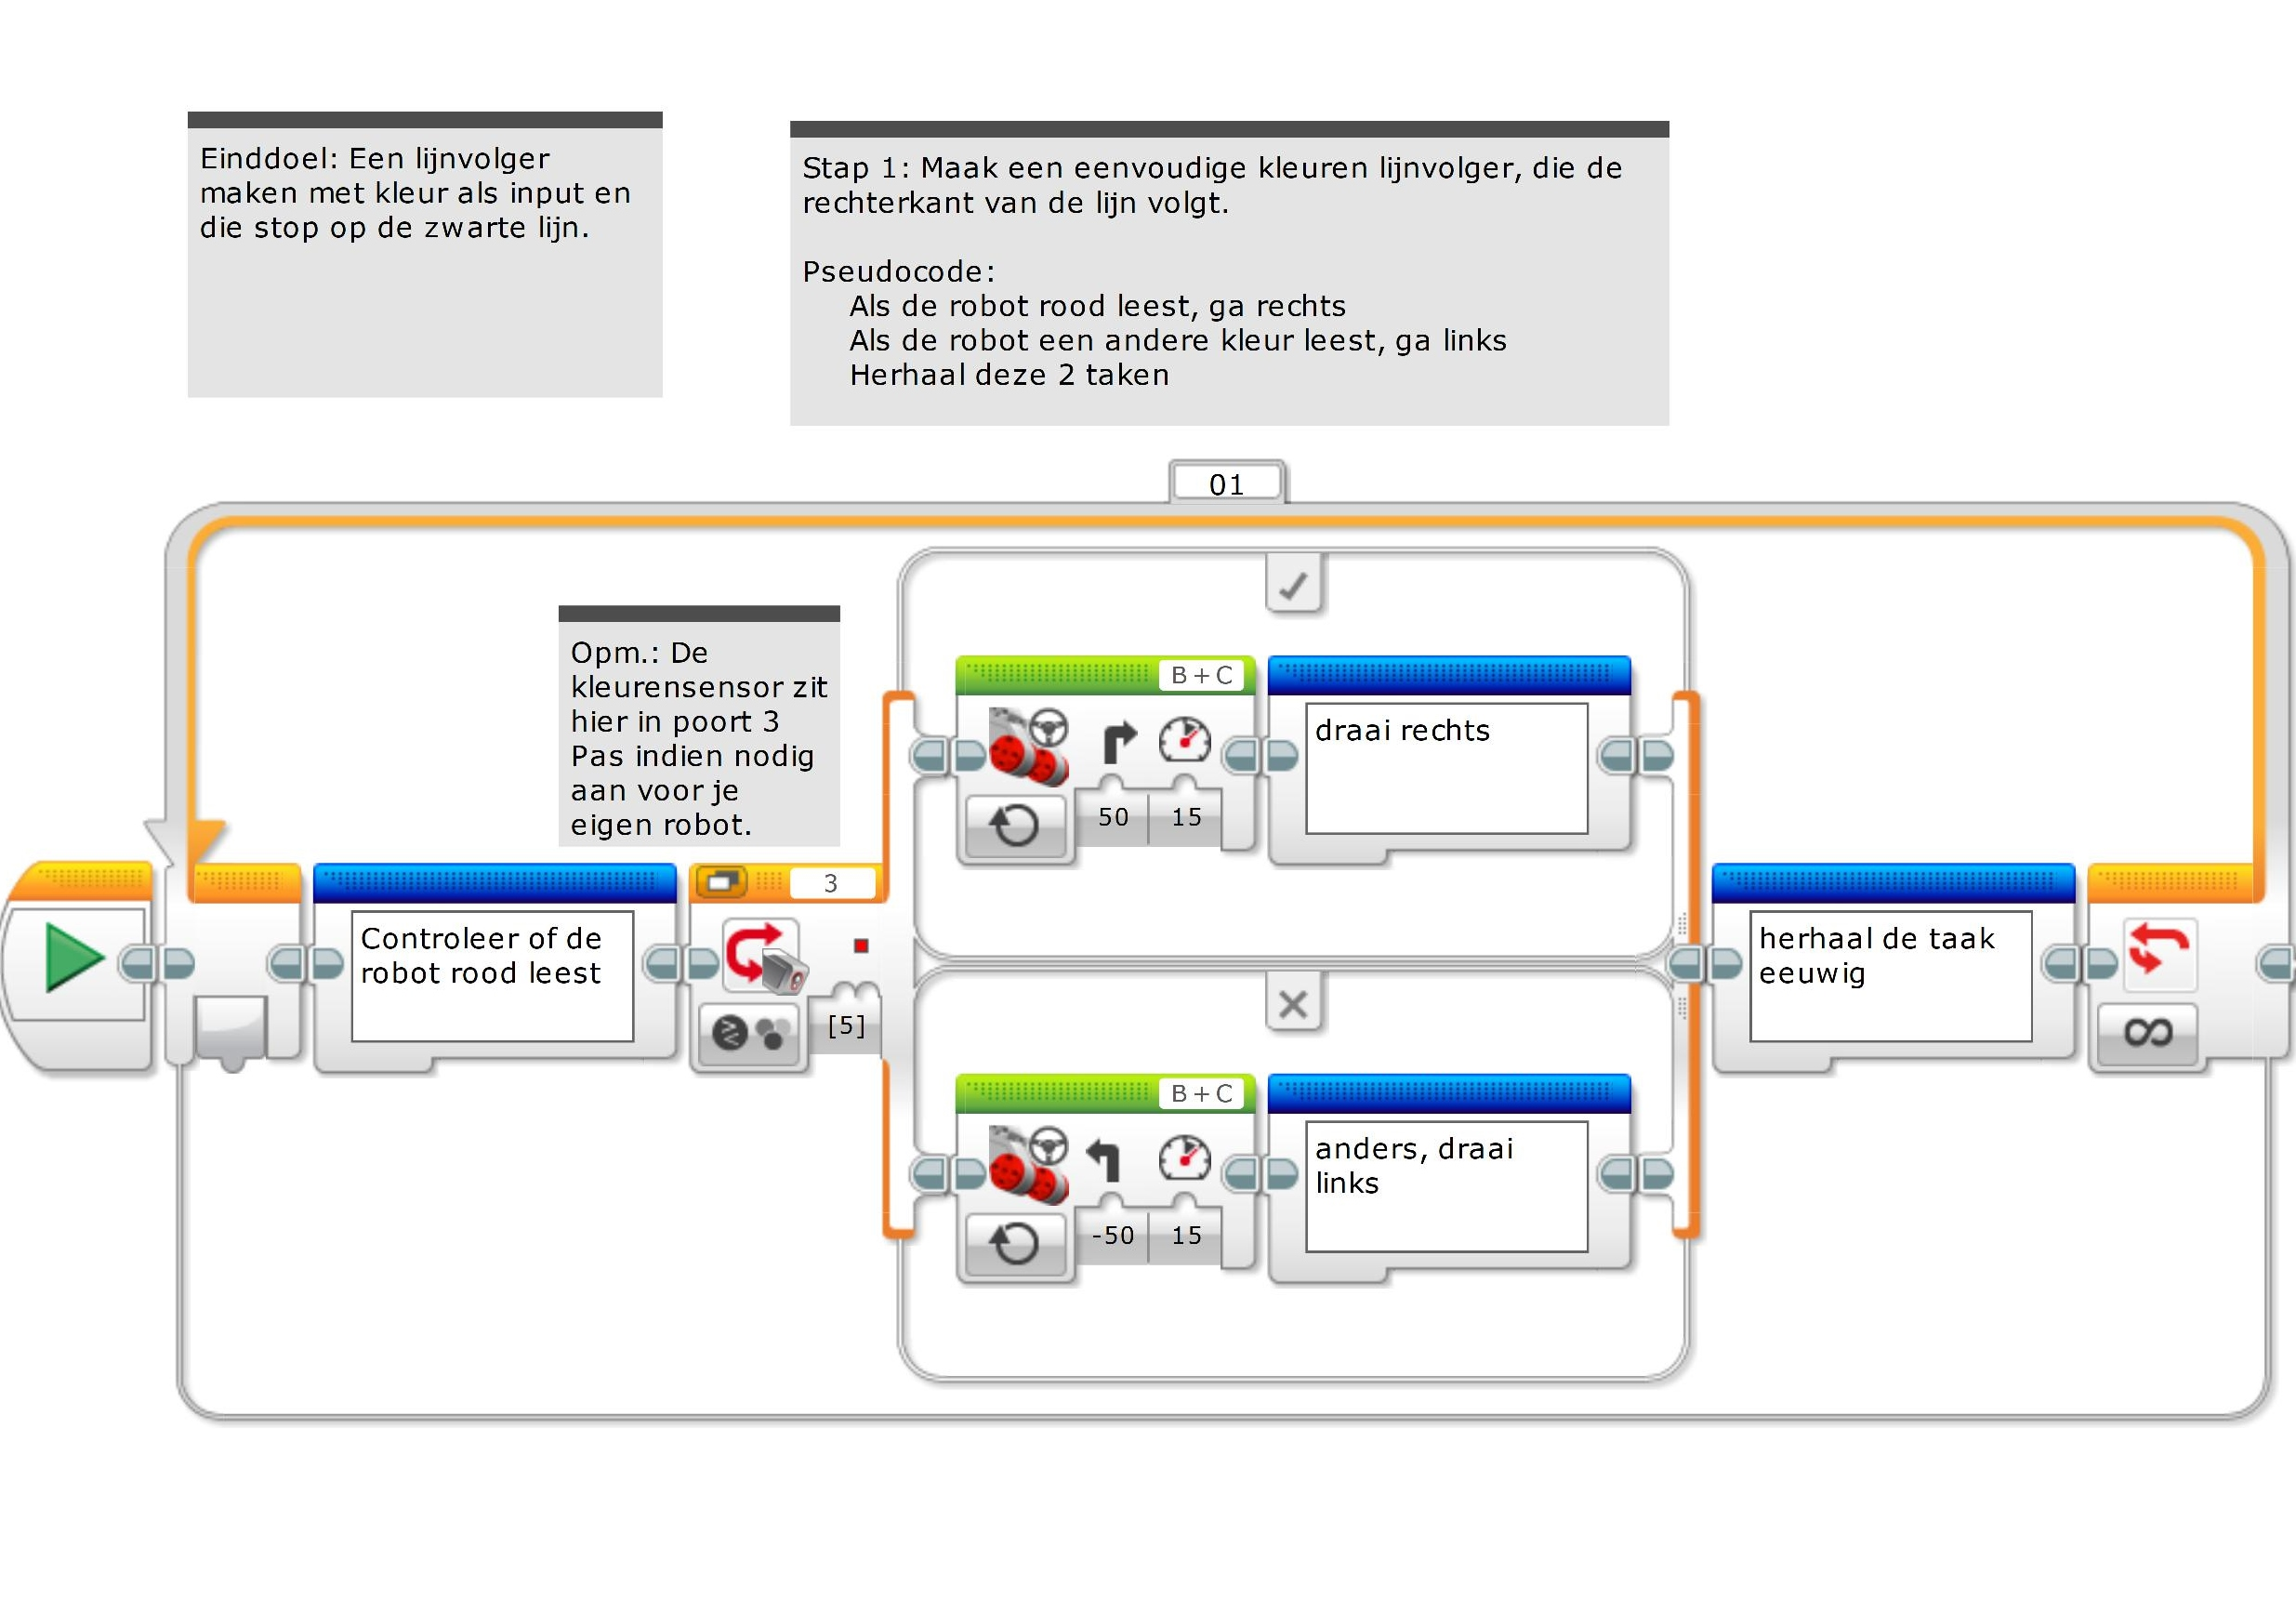 Einddoel: Een lijnvolger
maken met kleur als input en
die stop op de zwarte lijn.
Stap 1: Maak een eenvoudige kleuren lijnvolger, die de
rechterkant van de lijn volgt.
Pseudocode:
Als de robot rood leest, ga rechts
Als de robot een andere kleur leest, ga links
Herhaal deze 2 taken
01
Opm.: De
kleurensensor zit
hier in poort 3
Pas indien nodig
aan voor je
eigen robot.
B + C
draai rechts
50 15
Controleer of de
robot rood leest
3
[5]
herhaal de taak
eeuwig
B + C
anders, draai
links
-50 15